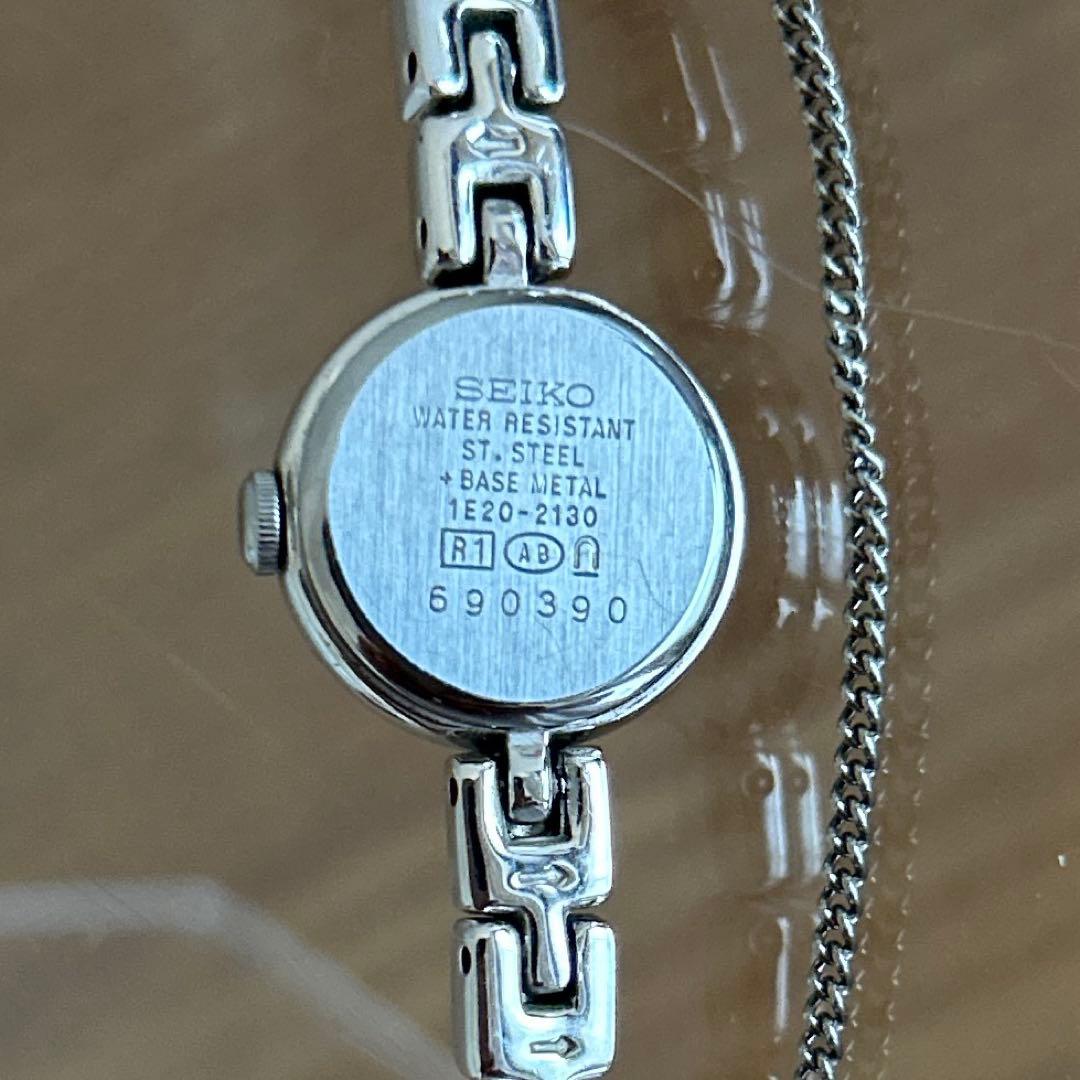 SEIKO
WATER RESISTANT
ST. STEEL
+ BASE METAL
1E20-2130
R1 AB
690390